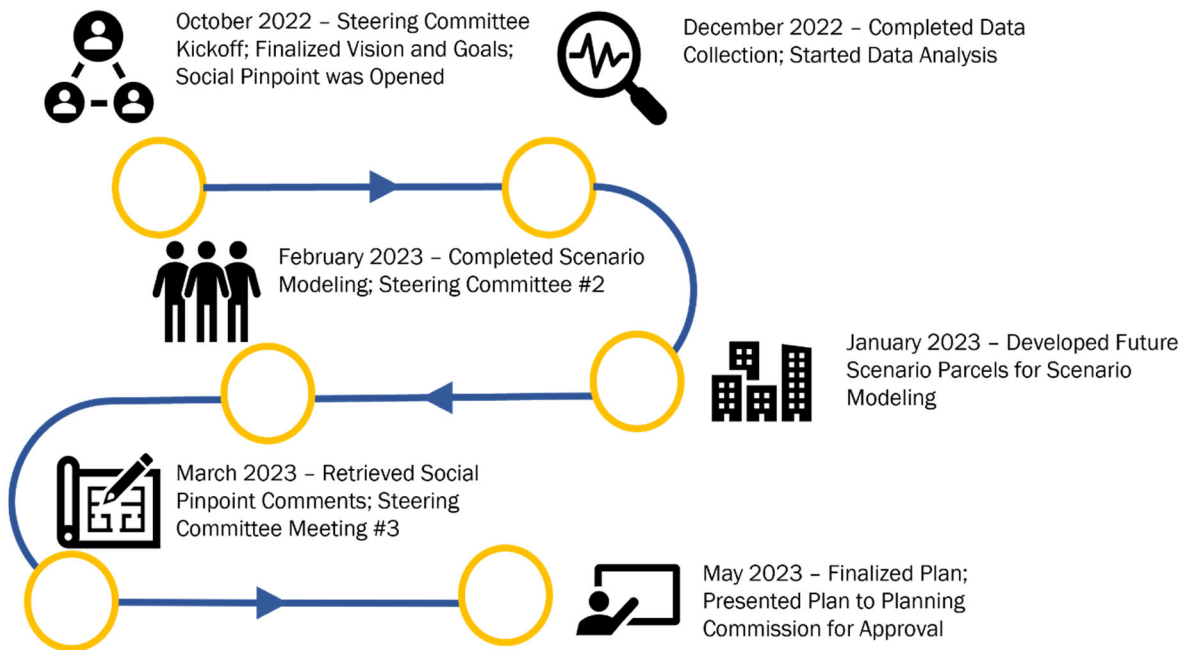 October 2022 – Steering Committee
Kickoff; Finalized Vision and Goals;
Social Pinpoint was Opened
December 2022 – Completed Data
Collection; Started Data Analysis
February 2023 – Completed Scenario
Modeling; Steering Committee #2
January 2023 – Developed Future
Scenario Parcels for Scenario
Modeling
March 2023 – Retrieved Social
Pinpoint Comments; Steering
Committee Meeting #3
May 2023 – Finalized Plan;
Presented Plan to Planning
Commission for Approval